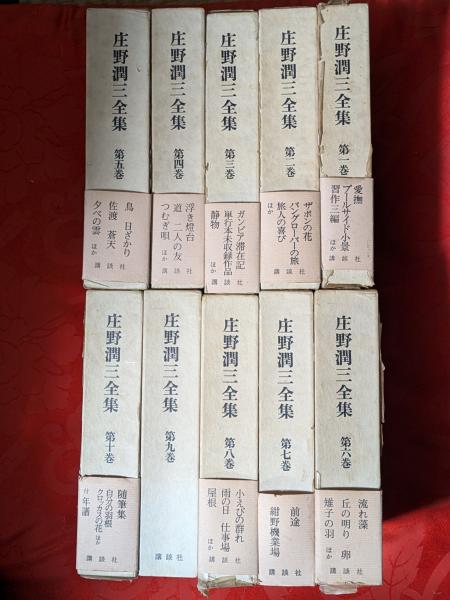 庄野潤三全集 第一巻
愛撫
プールサイド小景
習作三編
ほか
講談社
庄野潤三全集 第二巻
ザボンの花
バングローバーの旅
旅人の喜び
ほか
講談社
庄野潤三全集 第三巻
ガンビア滞在記
単行本未収録作品
静物
ほか
講談社
庄野潤三全集 第四巻
浮き燈台
道 二人の友
つむぎ唄
ほか
講談社
庄野潤三全集 第五巻
鳥 日ざかり
佐渡 蒼天
夕べの雲
ほか
講談社
庄野潤三全集 第六巻
流れ藻
丘の明り 卵
雉子の羽
ほか
講談社
庄野潤三全集 第七巻
前途
紺野機業場
講談社
庄野潤三全集 第八巻
小えびの群れ
雨の日 仕事場
屋根
ほか
講談社
庄野潤三全集 第九巻
講談社
庄野潤三全集 第十巻
随筆集
自分の羽根
クロッカスの花 ほか
付 年譜
講談社